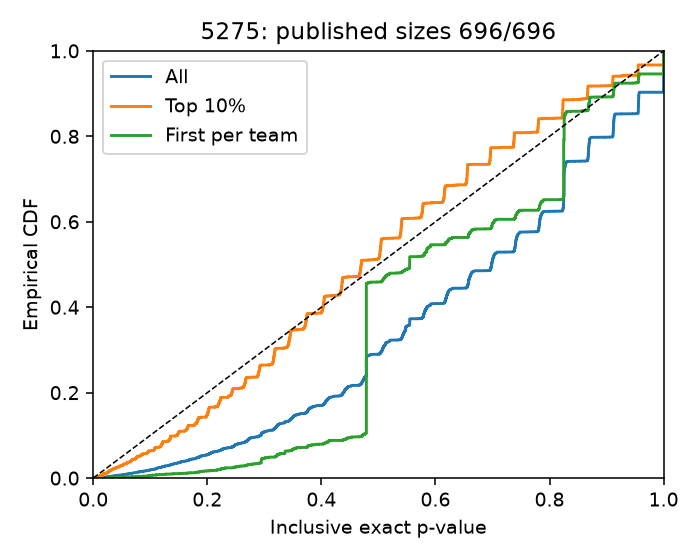 5275: published sizes 696/696
All
Top 10%
First per team
Empirical CDF
1.0
0.8
0.6
0.4
0.2
0.0
0.0 0.2 0.4 0.6 0.8 1.0
Inclusive exact p-value